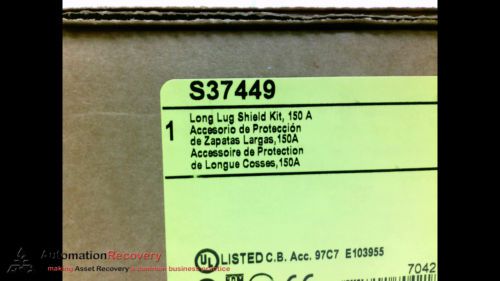 S37449
1
Long Lug Shield Kit, 150 A
Accesorio de Protección
de Zapatas Largas,150A
Accessoire de Protection
de Longue Cosses,150A
UL LISTED C.B. Acc. 97C7 E103955
7042
AutomationRecovery
making Asset Recovery a common business practice